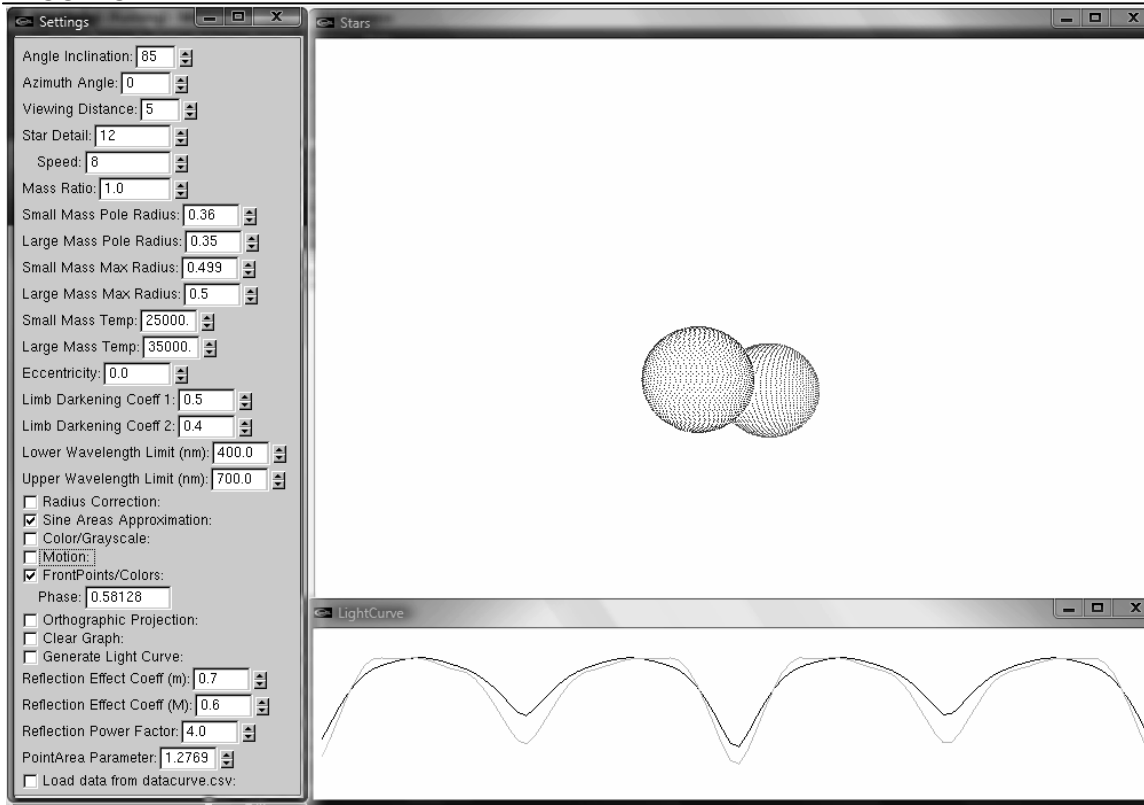 Settings
X
Angle Inclination: 85
Azimuth Angle: 0
Viewing Distance: 5
Star Detail: 12
Speed: 8
Mass Ratio: 1.0
Small Mass Pole Radius: 0.36
Large Mass Pole Radius: 0.35
Small Mass Max Radius: 0.499
Large Mass Max Radius: 0.5
Small Mass Temp: 25000.
Large Mass Temp: 35000.
Eccentricity: 0.0
Limb Darkening Coeff 1: 0.5
Limb Darkening Coeff 2: 0.4
Lower Wavelength Limit (nm): 400.0
Upper Wavelength Limit (nm): 700.0
Radius Correction:
Sine Areas Approximation:
Color/Grayscale:
Motion:
FrontPoints/Colors:
Phase: 0.58128
Orthographic Projection:
Clear Graph:
Generate Light Curve:
Reflection Effect Coeff (m): 0.7
Reflection Effect Coeff (M): 0.6
Reflection Power Factor: 4.0
PointArea Parameter: 1.2769
Load data from datacurve.csv:
Stars
X
LightCurve
X